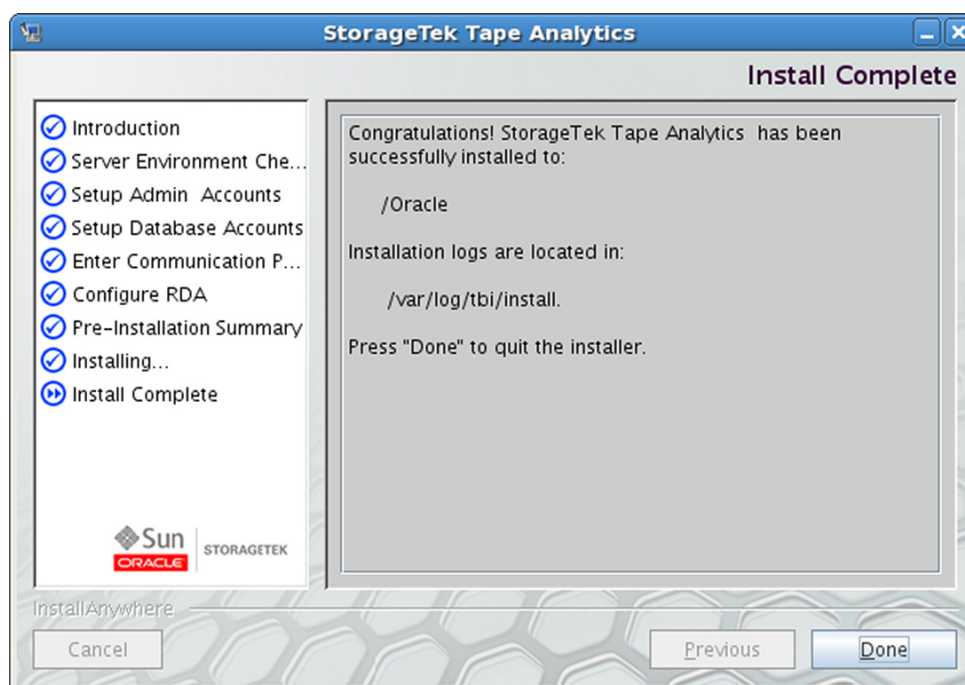 StorageTek Tape Analytics
Install Complete
Introduction
Server Environment Che...
Setup Admin Accounts
Setup Database Accounts
Enter Communication P...
Configure RDA
Pre-Installation Summary
Installing...
Install Complete
Sun
ORACLE
STORAGETEK
Congratulations! StorageTek Tape Analytics has been
successfully installed to:
/Oracle
Installation logs are located in:
/var/log/tbi/install.
Press "Done" to quit the installer.
InstallAnywhere
Cancel
Previous
Done